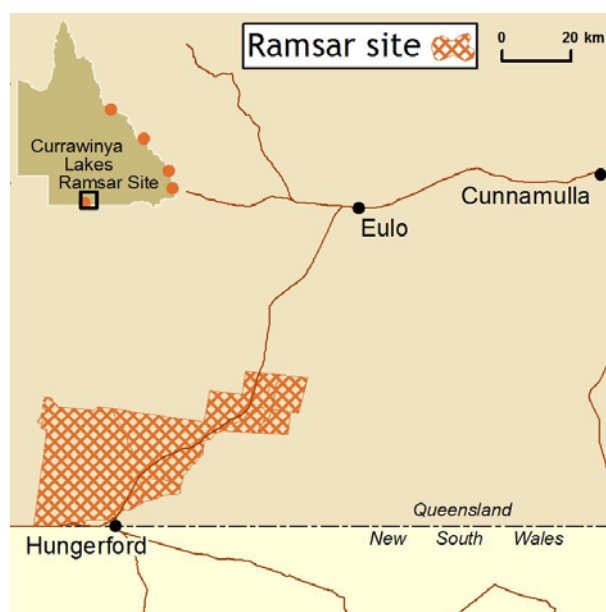 Ramsar site
0 20 km
Currawinya
Lakes
Ramsar Site
Cunnamulla
Eulo
Queensland
New South Wales
Hungerford